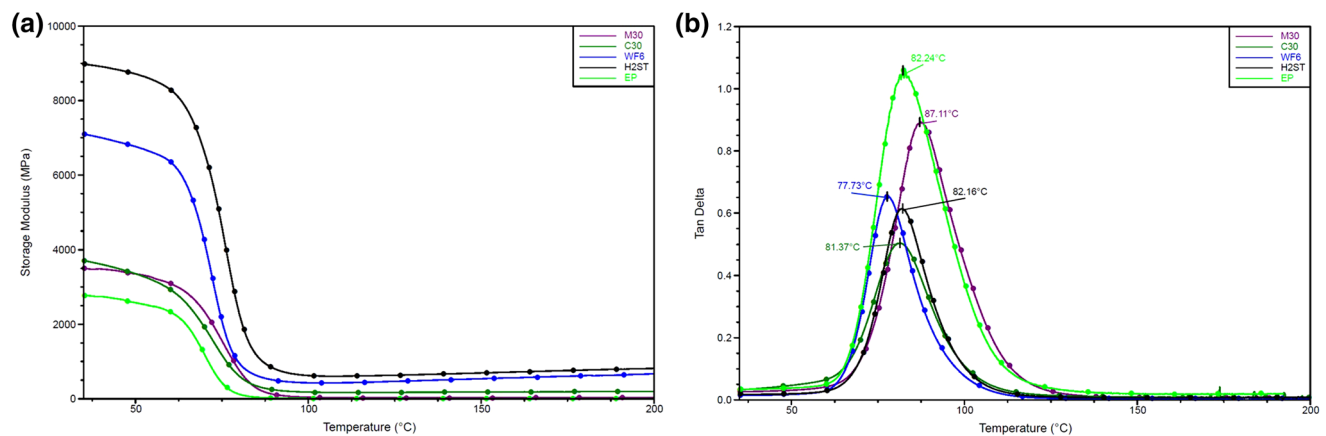 (a)
10000
8000
6000
4000
2000
0
Storage Modulus (MPa)
50
100
150
200
Temperature (°C)
M30
C30
WF6
H2ST
EP
(b)
1.2
1.0
0.8
0.6
0.4
0.2
0.0
Tan Delta
50
100
150
200
Temperature (°C)
82.24°C
87.11°C
77.73°C
82.16°C
81.37°C
M30
C30
WF6
H2ST
EP